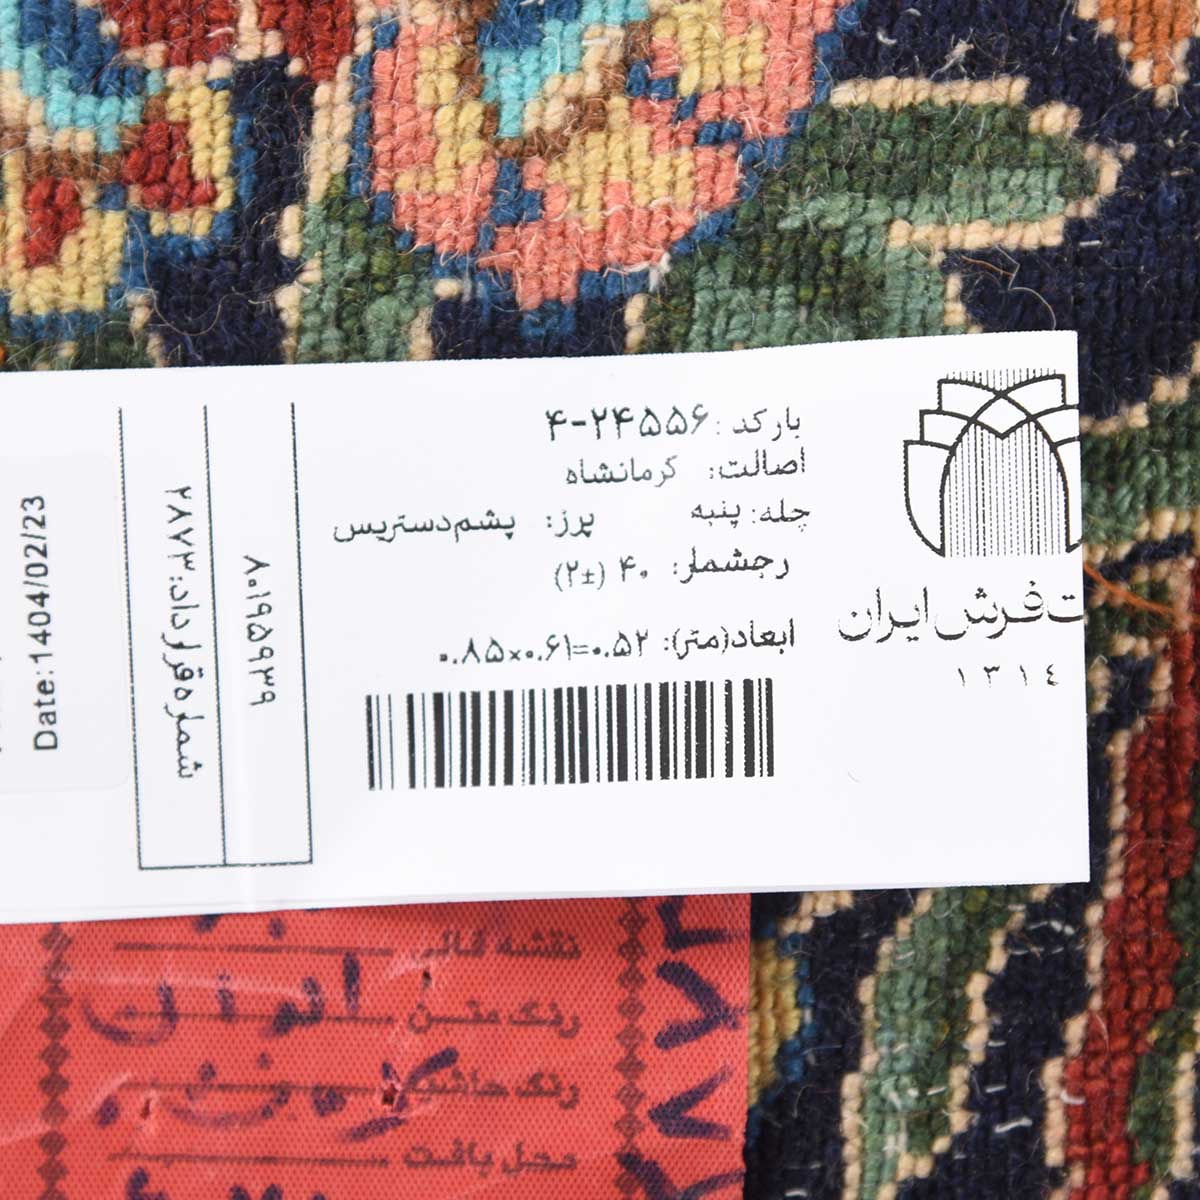 بارکد: ۴-۲۴۵۵۶
اصالت: کرمانشاه
چله: پنبه پرز: پشم‌دستریس
رجشمار: ۴۰ (±۲)
ابعاد(متر): ۰.۸۵×۰.۶۱=۰.۵۲
ت فرش ایران
١٣١٤
۸۰۱۹۵۹۳۹
شماره قرارداد: ۲۸۷۳
Date:1404/02/23
نقشه قالی
رنگ متن
رنگ حاشیه
محل بافت